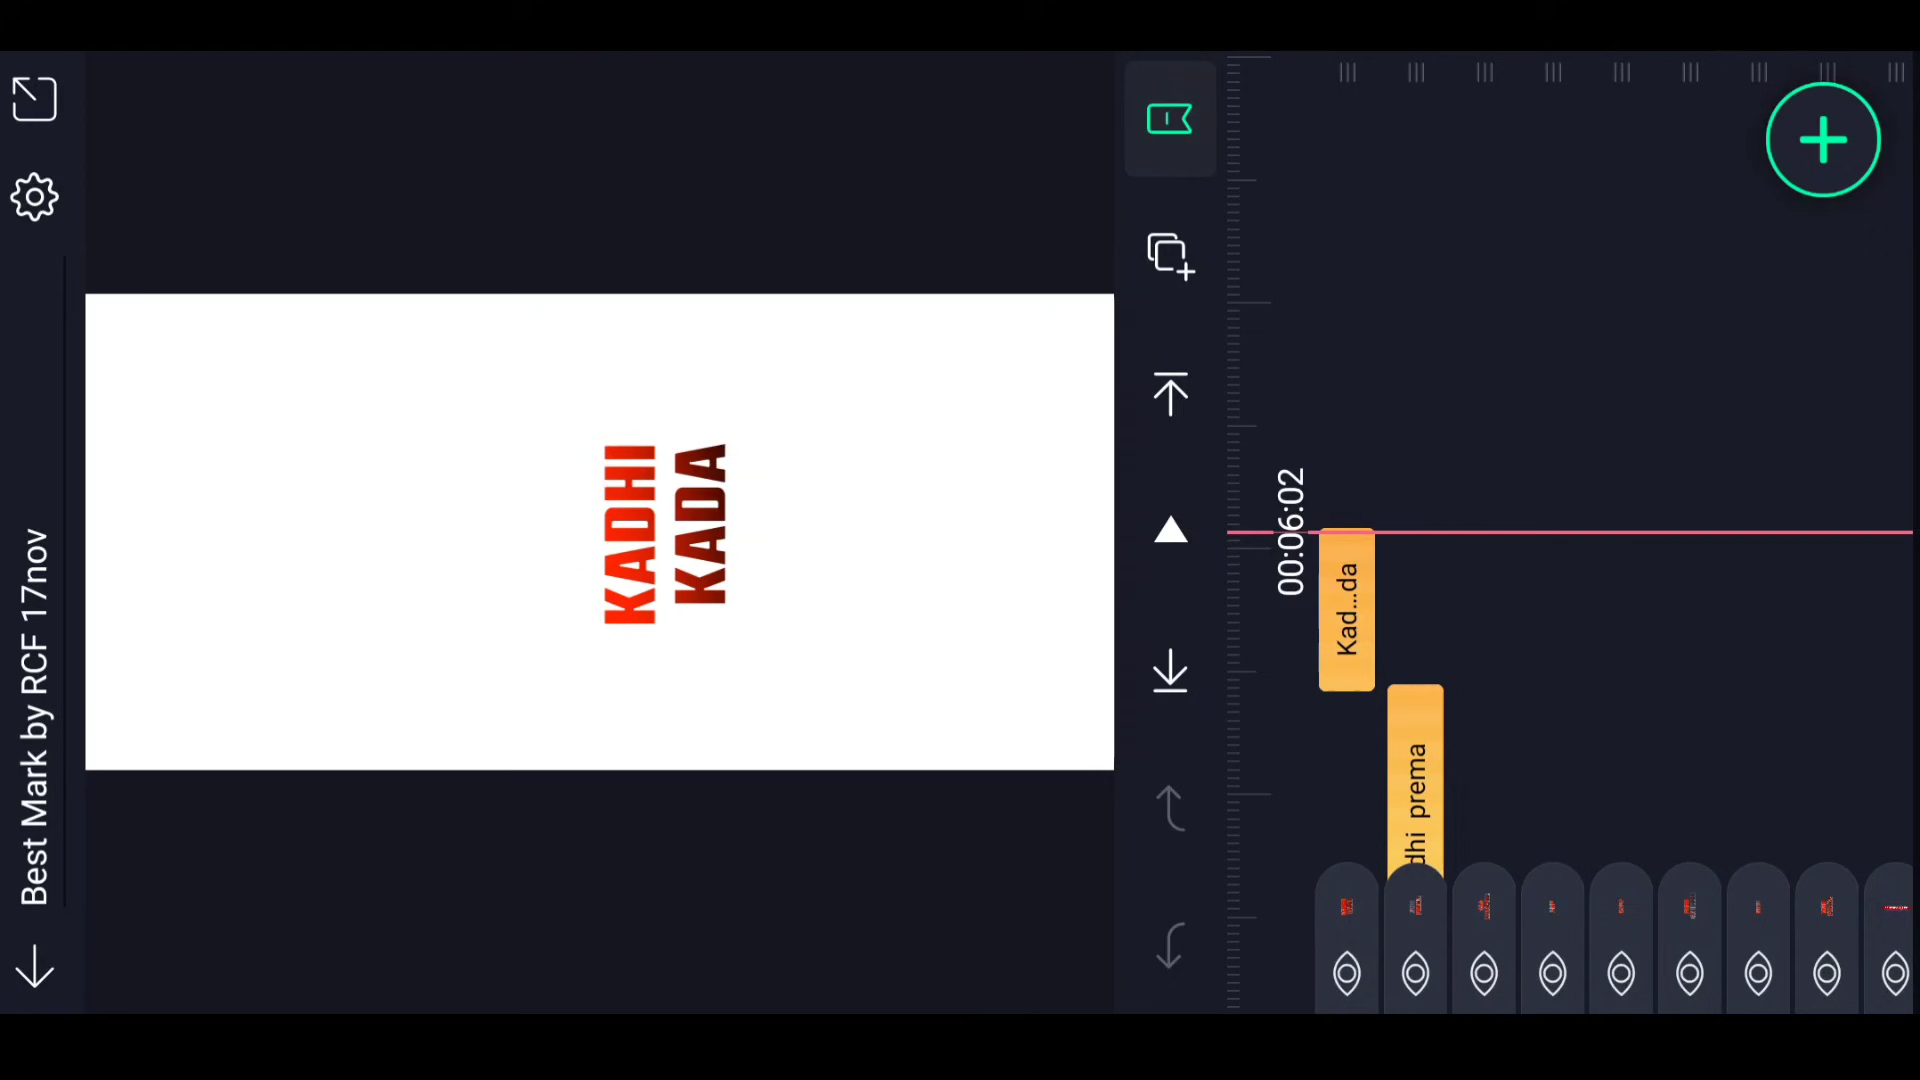 Best Mark by RCF 17nov
KADHI
KADA
00:06:02
Kad...da
dhi prema